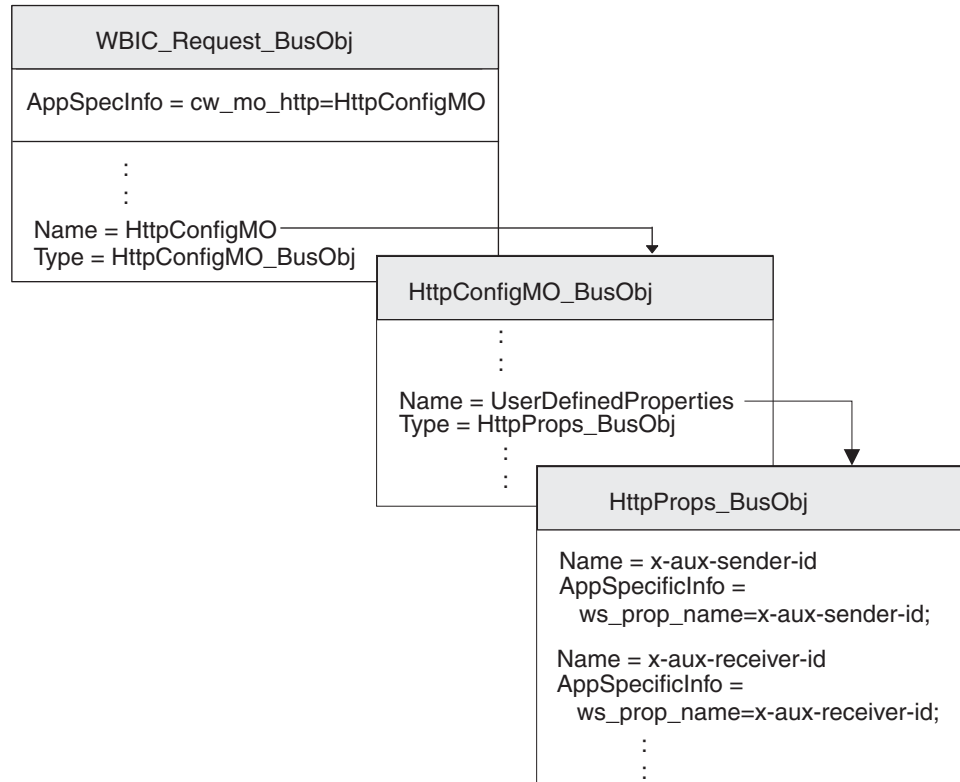 WBIC_Request_BusObj
AppSpecInfo = cw_mo_http=HttpConfigMO
:
:
Name = HttpConfigMO
Type = HttpConfigMO_BusObj
HttpConfigMO_BusObj
:
:
Name = UserDefinedProperties
Type = HttpProps_BusObj
:
:
HttpProps_BusObj
Name = x-aux-sender-id
AppSpecificInfo =
ws_prop_name=x-aux-sender-id;
Name = x-aux-receiver-id
AppSpecificInfo =
ws_prop_name=x-aux-receiver-id;
:
: